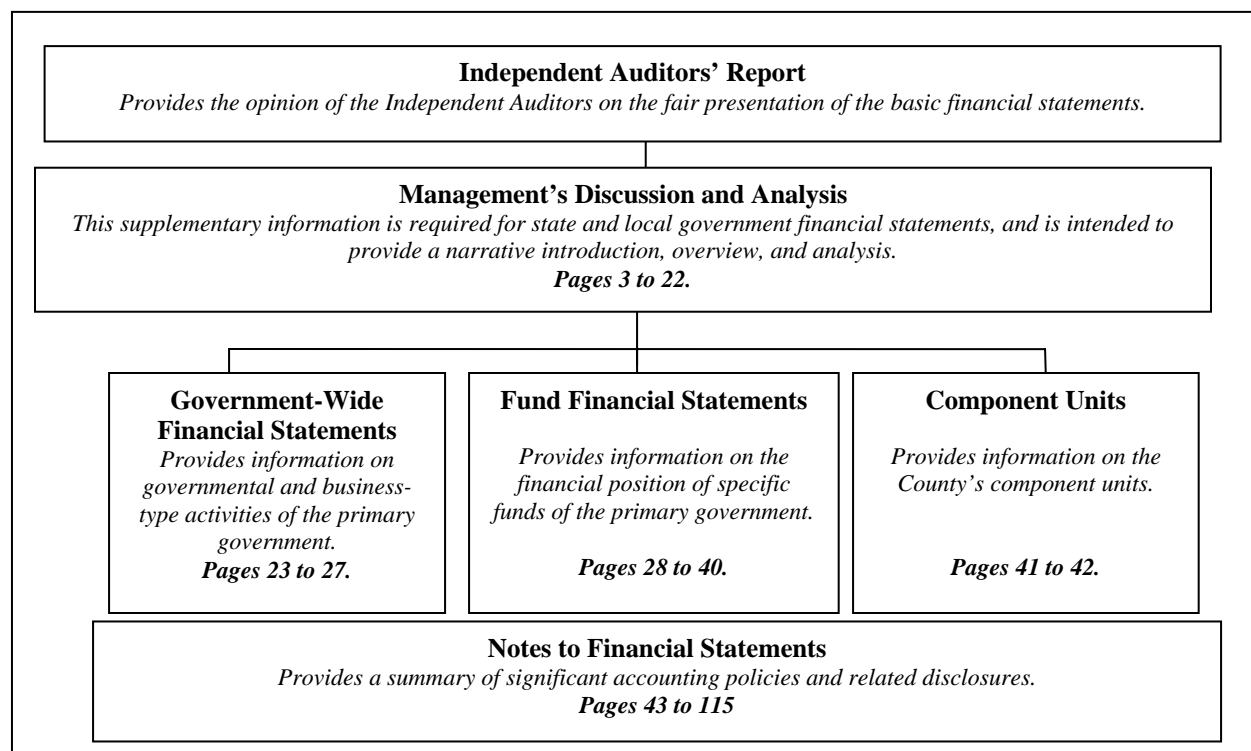 Independent Auditors’ Report
Provides the opinion of the Independent Auditors on the fair presentation of the basic financial statements.
Management’s Discussion and Analysis
This supplementary information is required for state and local government financial statements, and is intended to
provide a narrative introduction, overview, and analysis.
Pages 3 to 22.
Government-Wide
Financial Statements
Provides information on
governmental and business-
type activities of the primary
government.
Pages 23 to 27.
Fund Financial Statements
Provides information on the
financial position of specific
funds of the primary government.
Pages 28 to 40.
Component Units
Provides information on the
County’s component units.
Pages 41 to 42.
Notes to Financial Statements
Provides a summary of significant accounting policies and related disclosures.
Pages 43 to 115